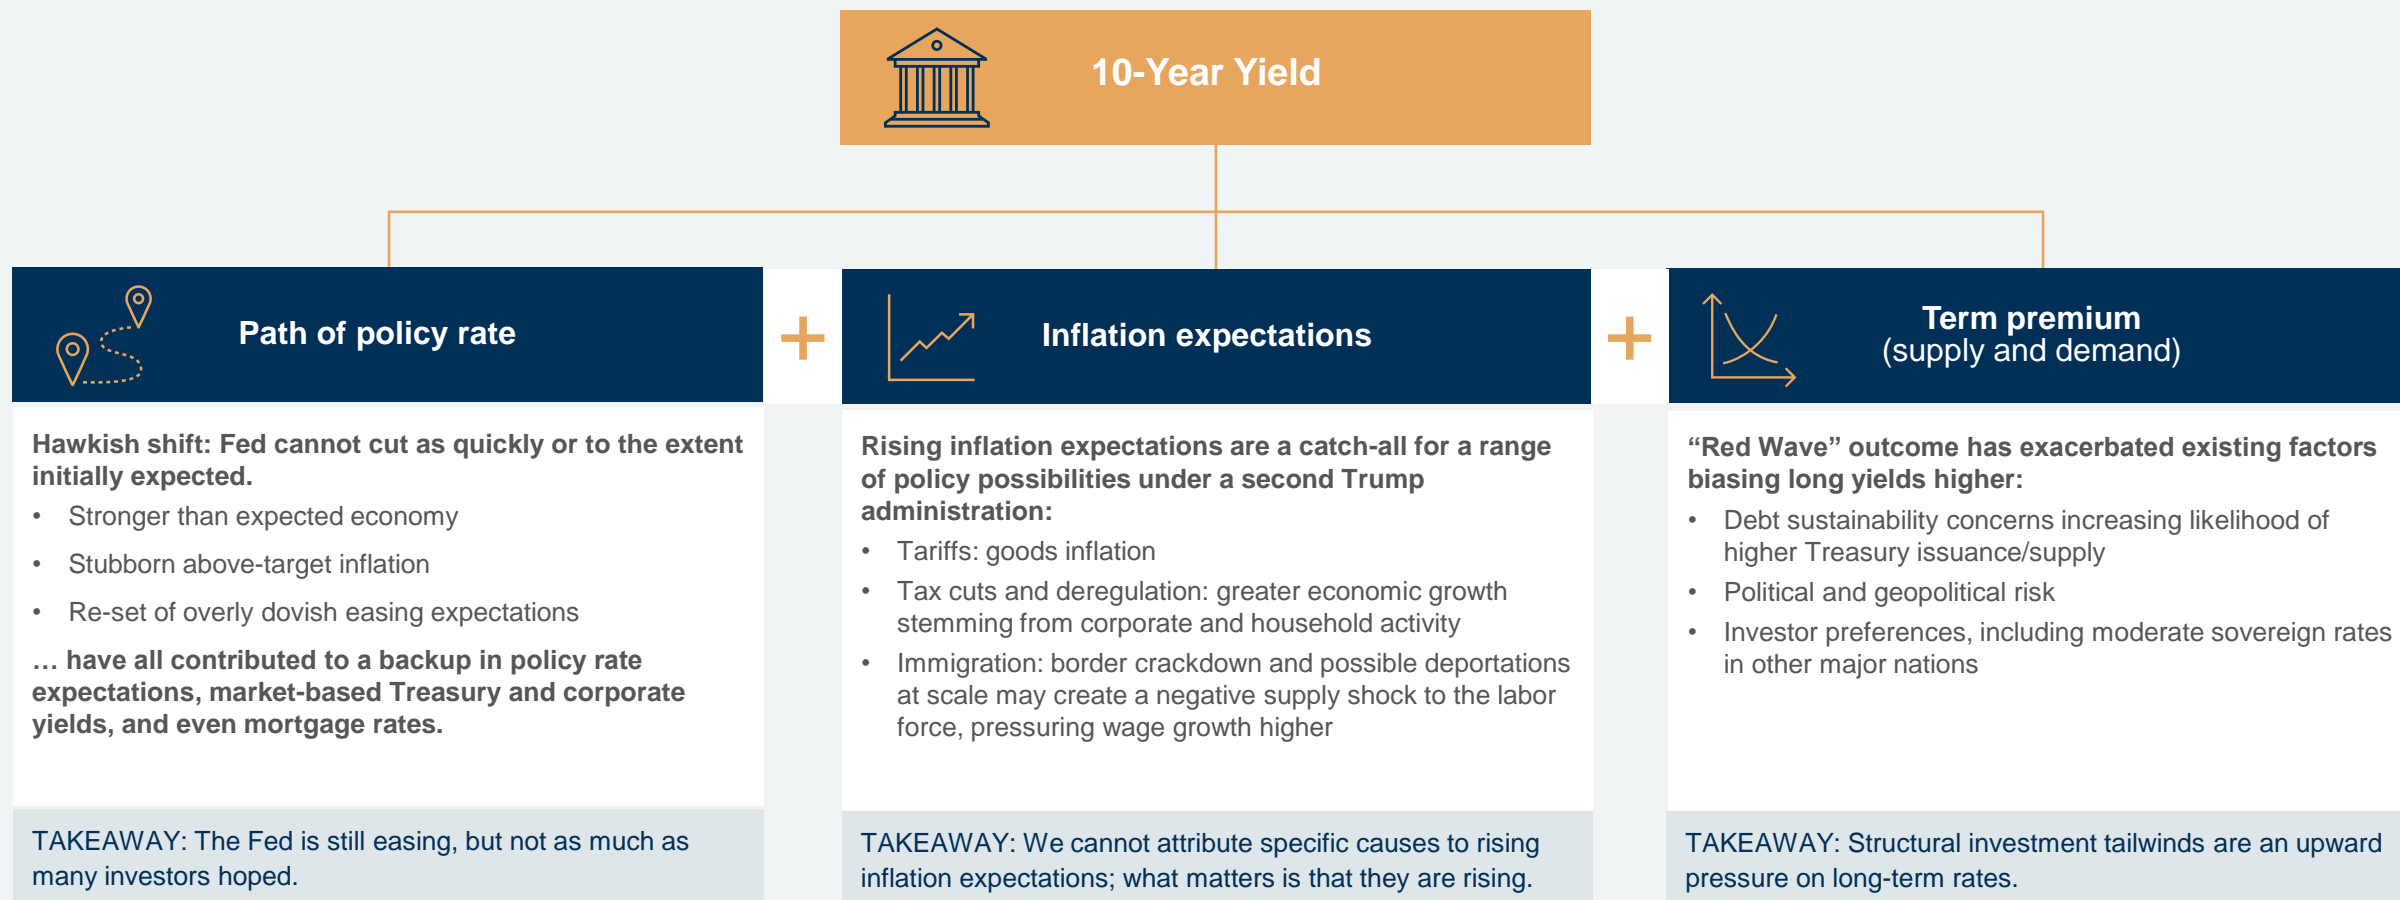 10-Year Yield
Path of policy rate
+
Inflation expectations
+
Term premium
(supply and demand)
Hawkish shift: Fed cannot cut as quickly or to the extent
initially expected.
• Stronger than expected economy
• Stubborn above-target inflation
• Re-set of overly dovish easing expectations
… have all contributed to a backup in policy rate
expectations, market-based Treasury and corporate
yields, and even mortgage rates.
TAKEAWAY: The Fed is still easing, but not as much as
many investors hoped.
Rising inflation expectations are a catch-all for a range
of policy possibilities under a second Trump
administration:
• Tariffs: goods inflation
• Tax cuts and deregulation: greater economic growth
stemming from corporate and household activity
• Immigration: border crackdown and possible deportations
at scale may create a negative supply shock to the labor
force, pressuring wage growth higher
TAKEAWAY: We cannot attribute specific causes to rising
inflation expectations; what matters is that they are rising.
“Red Wave” outcome has exacerbated existing factors
biasing long yields higher:
• Debt sustainability concerns increasing likelihood of
higher Treasury issuance/supply
• Political and geopolitical risk
• Investor preferences, including moderate sovereign rates
in other major nations
TAKEAWAY: Structural investment tailwinds are an upward
pressure on long-term rates.